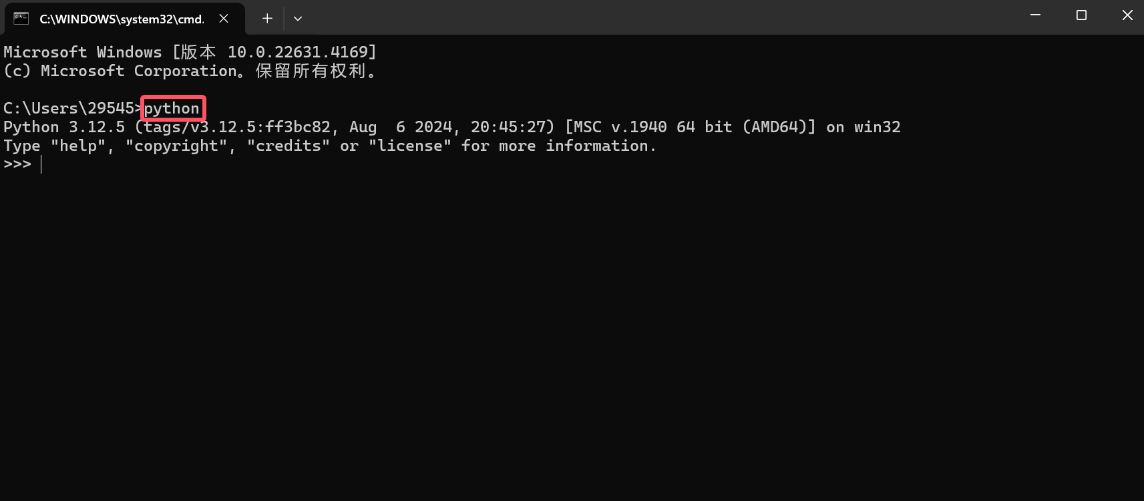 C:\WINDOWS\system32\cmd.
Microsoft Windows [版本 10.0.22631.4169]
(c) Microsoft Corporation。保留所有权利。
C:\Users\29545>python
Python 3.12.5 (tags/v3.12.5:ff3bc82, Aug  6 2024, 20:45:27) [MSC v.1940 64 bit (AMD64)] on win32
Type "help", "copyright", "credits" or "license" for more information.
>>>